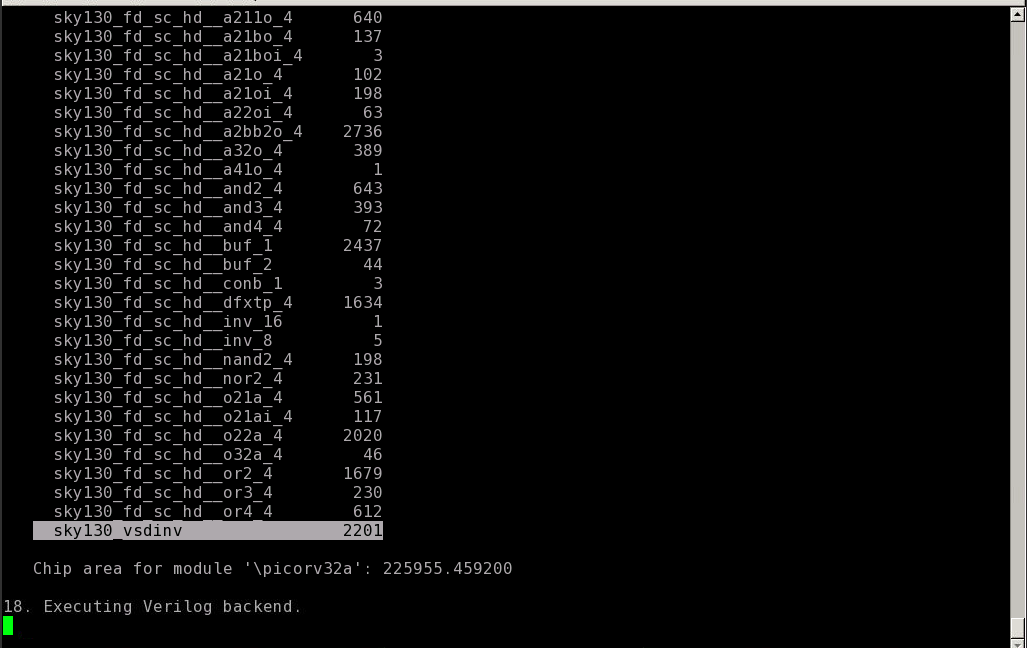 sky130_fd_sc_hd__a211o_4 640
sky130_fd_sc_hd__a21bo_4 137
sky130_fd_sc_hd__a21boi_4 3
sky130_fd_sc_hd__a21o_4 102
sky130_fd_sc_hd__a21oi_4 198
sky130_fd_sc_hd__a22oi_4 63
sky130_fd_sc_hd__a2bb2o_4 2736
sky130_fd_sc_hd__a32o_4 389
sky130_fd_sc_hd__a41o_4 1
sky130_fd_sc_hd__and2_4 643
sky130_fd_sc_hd__and3_4 393
sky130_fd_sc_hd__and4_4 72
sky130_fd_sc_hd__buf_1 2437
sky130_fd_sc_hd__buf_2 44
sky130_fd_sc_hd__conb_1 3
sky130_fd_sc_hd__dfxtp_4 1634
sky130_fd_sc_hd__inv_16 1
sky130_fd_sc_hd__inv_8 5
sky130_fd_sc_hd__nand2_4 198
sky130_fd_sc_hd__nor2_4 231
sky130_fd_sc_hd__o21a_4 561
sky130_fd_sc_hd__o21ai_4 117
sky130_fd_sc_hd__o22a_4 2020
sky130_fd_sc_hd__o32a_4 46
sky130_fd_sc_hd__or2_4 1679
sky130_fd_sc_hd__or3_4 230
sky130_fd_sc_hd__or4_4 612
sky130_vsdinv 2201
Chip area for module '\picorv32a': 225955.459200
18. Executing Verilog backend.